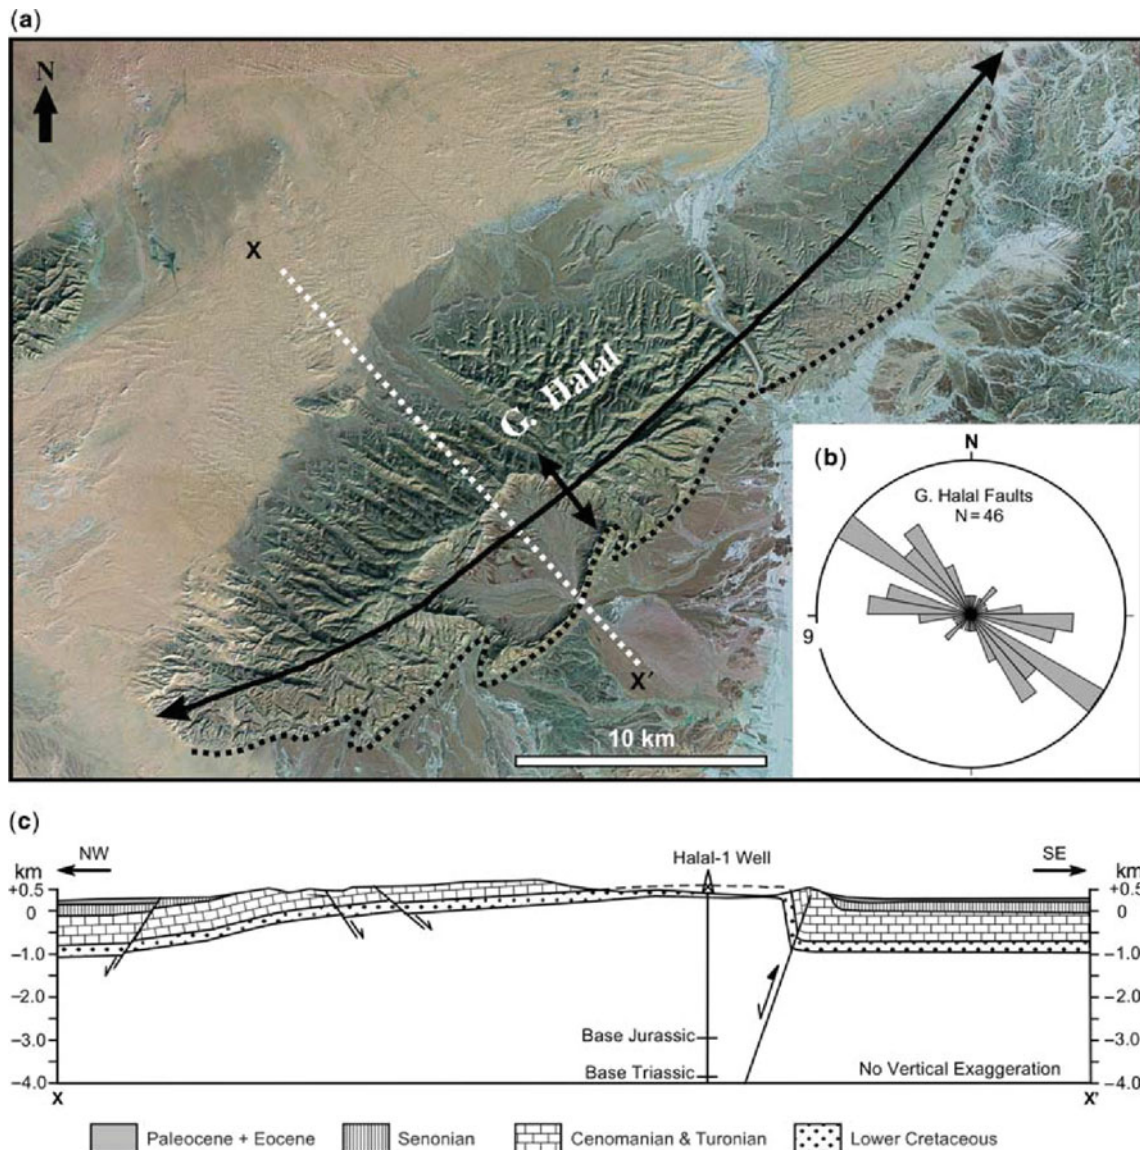 (a)
N
X
G. Halal
X'
10 km
(b)
N
G. Halal Faults
N = 46
9
(c)
NW
Halal-1 Well
SE
km
km
+0.5
+0.5
0
0
−1.0
−1.0
−2.0
−2.0
−3.0
Base Jurassic
−3.0
−4.0
Base Triassic
No Vertical Exaggeration
−4.0
X
X'
Paleocene + Eocene
Senonian
Cenomanian & Turonian
Lower Cretaceous